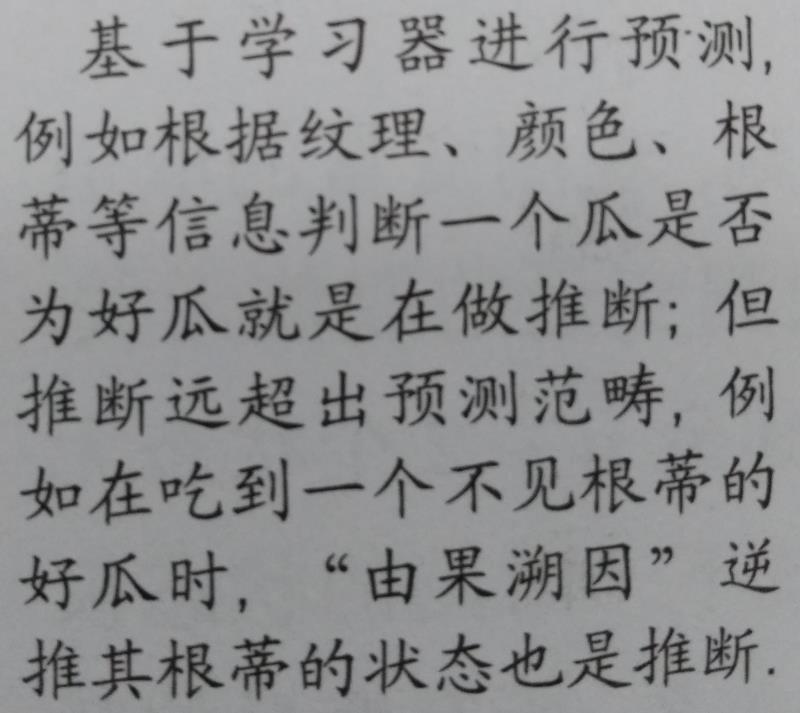 基于学习器进行预测,
例如根据纹理、颜色、根
蒂等信息判断一个瓜是否
为好瓜就是在做推断; 但
推断远超出预测范畴, 例
如在吃到一个不见根蒂的
好瓜时, “由果溯因” 逆
推其根蒂的状态也是推断.